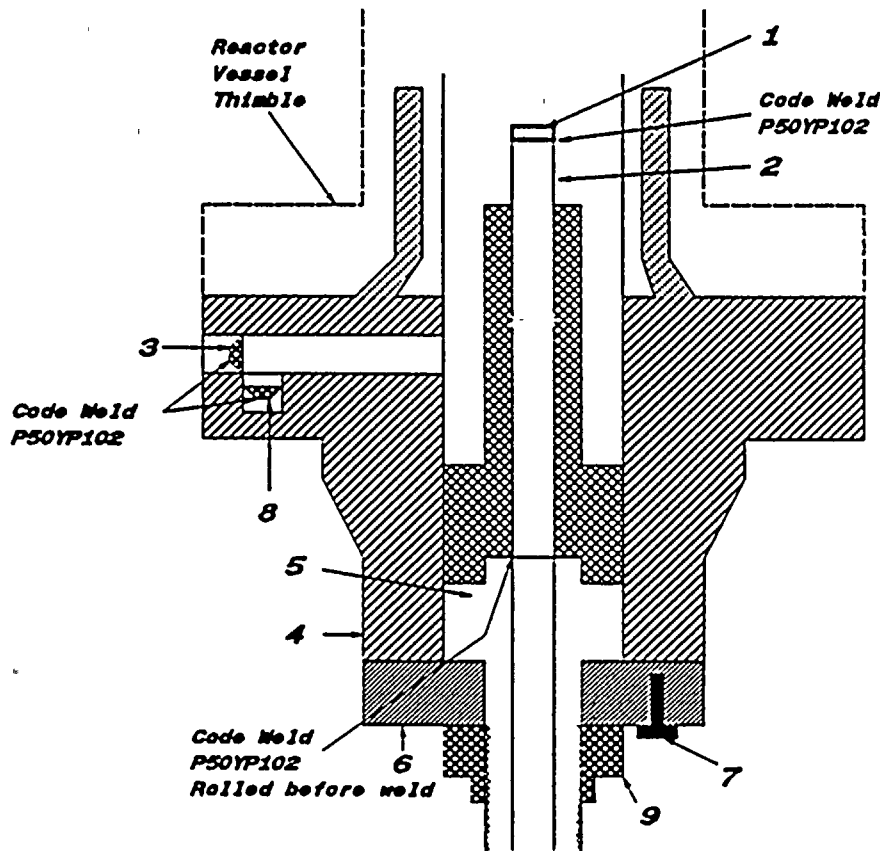 1
Reactor
Vessel
Thimble
Code Weld
P50YP102
2
3
Code Weld
P50YP102
8
5
4
Code Weld
P50YP102
Rolled before weld
6
7
9